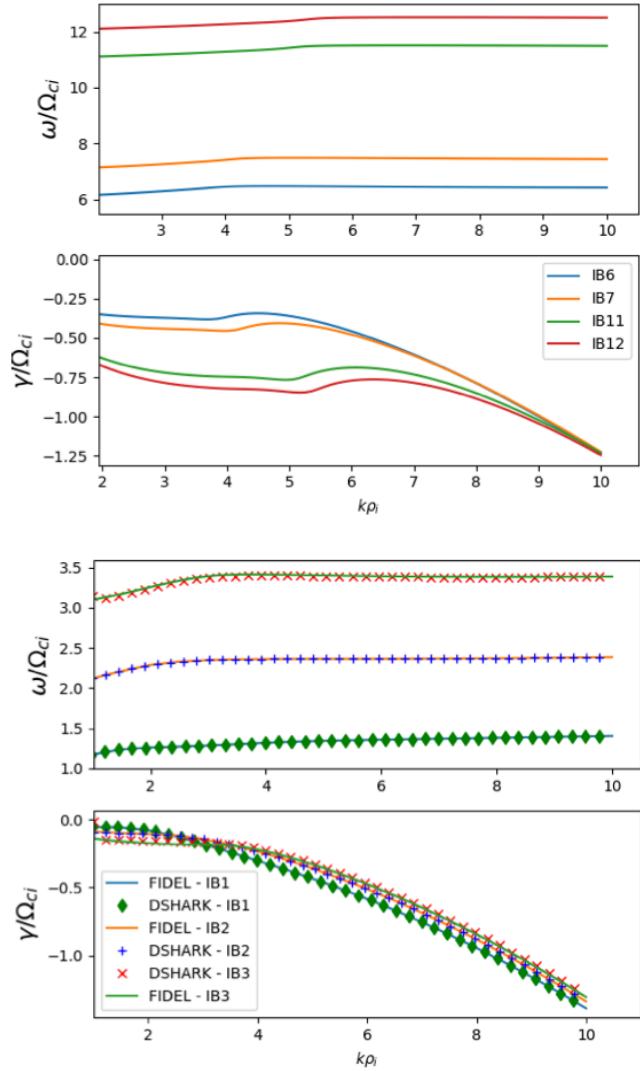 12
10
8
6
ω/Ω_ci
3 4 5 6 7 8 9 10
0.00
−0.25
−0.50
−0.75
−1.00
−1.25
γ/Ω_ci
IB6
IB7
IB11
IB12
2 3 4 5 6 7 8 9 10
kρ_i
3.5
3.0
2.5
2.0
1.5
1.0
ω/Ω_ci
2 4 6 8 10
0.0
−0.5
−1.0
γ/Ω_ci
FIDEL - IB1
DSHARK - IB1
FIDEL - IB2
DSHARK - IB2
DSHARK - IB3
FIDEL - IB3
2 4 6 8 10
kρ_i